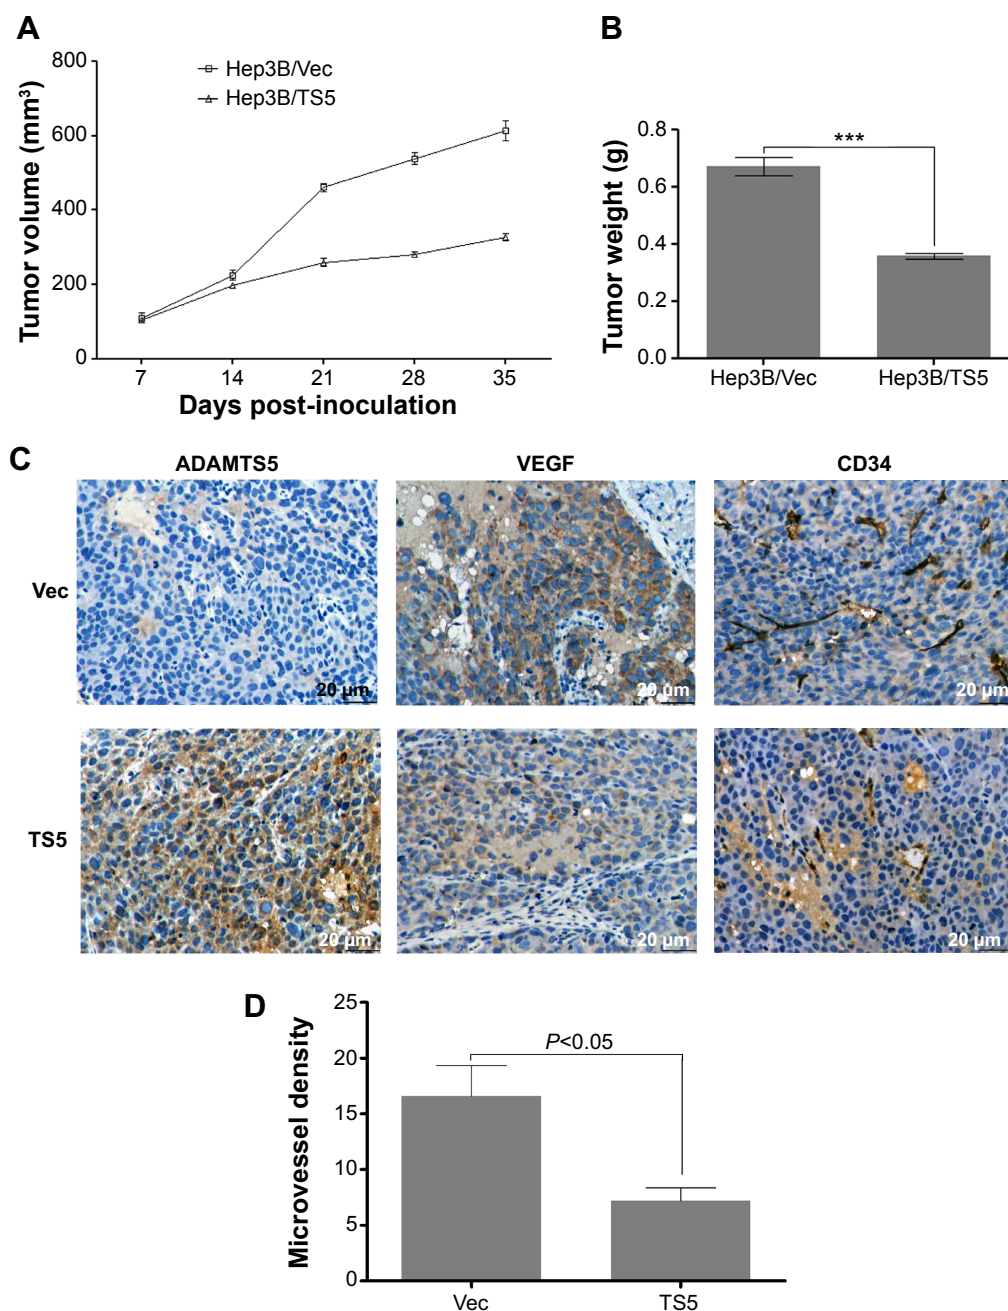 A
Tumor volume (mm³)
800
600
400
200
0
Hep3B/Vec
Hep3B/TS5
7 14 21 28 35
Days post-inoculation
B
Tumor weight (g)
0.8
0.6
0.4
0.2
0.0
***
Hep3B/Vec Hep3B/TS5
C
ADAMTS5 VEGF CD34
Vec
20 µm 20 µm 20 µm
TS5
20 µm 20 µm 20 µm
D
Microvessel density
25
20
15
10
5
0
P<0.05
Vec TS5